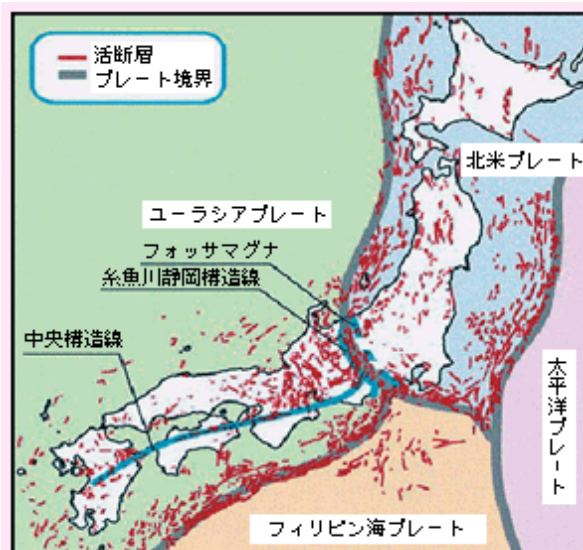 活断層
プレート境界
北米プレート
ユーラシアプレート
フォッサマグナ
糸魚川静岡構造線
中央構造線
太平洋プレート
フィリピン海プレート